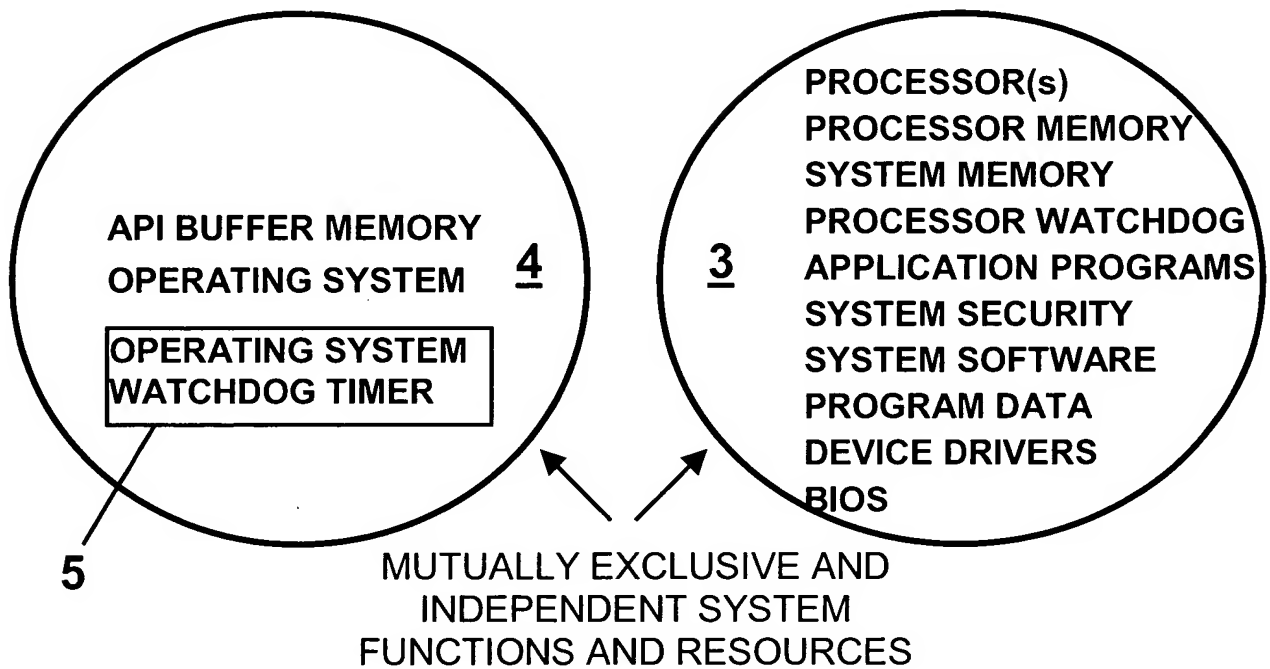 API BUFFER MEMORY
OPERATING SYSTEM
4
OPERATING SYSTEM
WATCHDOG TIMER
5
PROCESSOR(s)
PROCESSOR MEMORY
SYSTEM MEMORY
PROCESSOR WATCHDOG
3
APPLICATION PROGRAMS
SYSTEM SECURITY
SYSTEM SOFTWARE
PROGRAM DATA
DEVICE DRIVERS
BIOS
MUTUALLY EXCLUSIVE AND
INDEPENDENT SYSTEM
FUNCTIONS AND RESOURCES